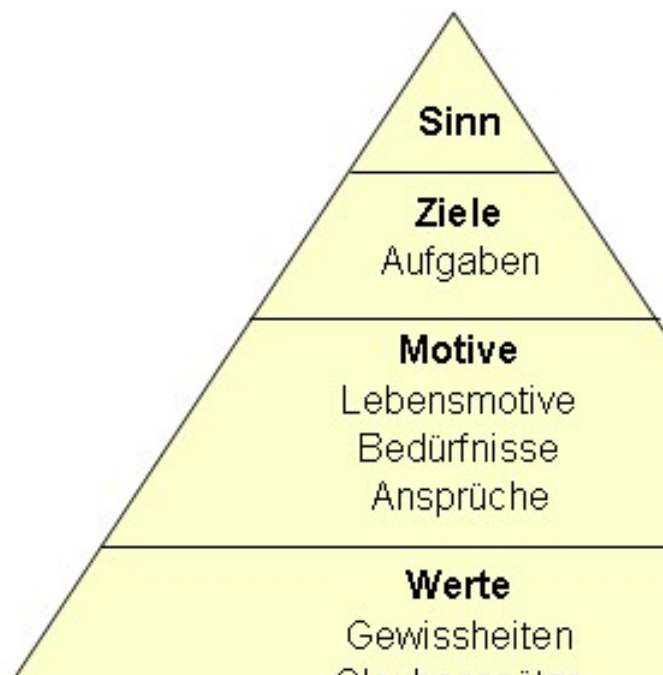 Sinn
Ziele
Aufgaben
Motive
Lebensmotive
Bedürfnisse
Ansprüche
Werte
Gewissheiten